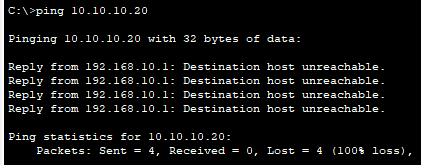 C:\>ping 10.10.10.20
Pinging 10.10.10.20 with 32 bytes of data:
Reply from 192.168.10.1: Destination host unreachable.
Reply from 192.168.10.1: Destination host unreachable.
Reply from 192.168.10.1: Destination host unreachable.
Reply from 192.168.10.1: Destination host unreachable.
Ping statistics for 10.10.10.20:
Packets: Sent = 4, Received = 0, Lost = 4 (100% loss),